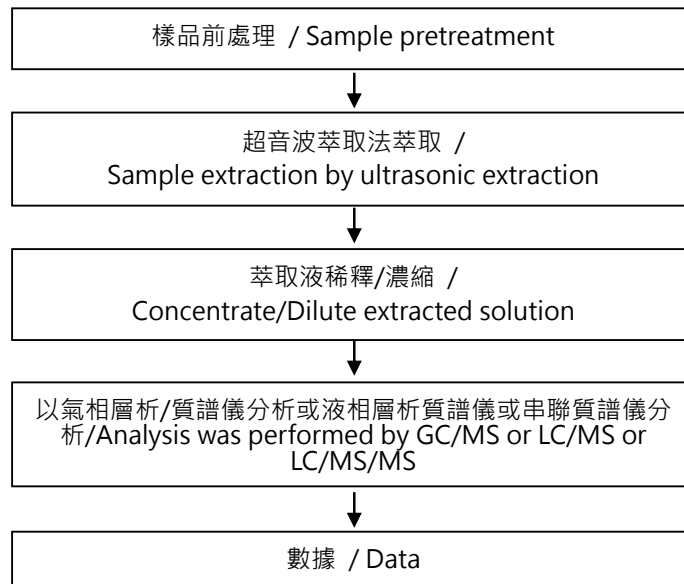 樣品前處理 / Sample pretreatment
超音波萃取法萃取 /
Sample extraction by ultrasonic extraction
萃取液稀釋/濃縮 /
Concentrate/Dilute extracted solution
以氣相層析/質譜儀分析或液相層析質譜儀或串聯質譜儀分
析/Analysis was performed by GC/MS or LC/MS or
LC/MS/MS
數據 / Data